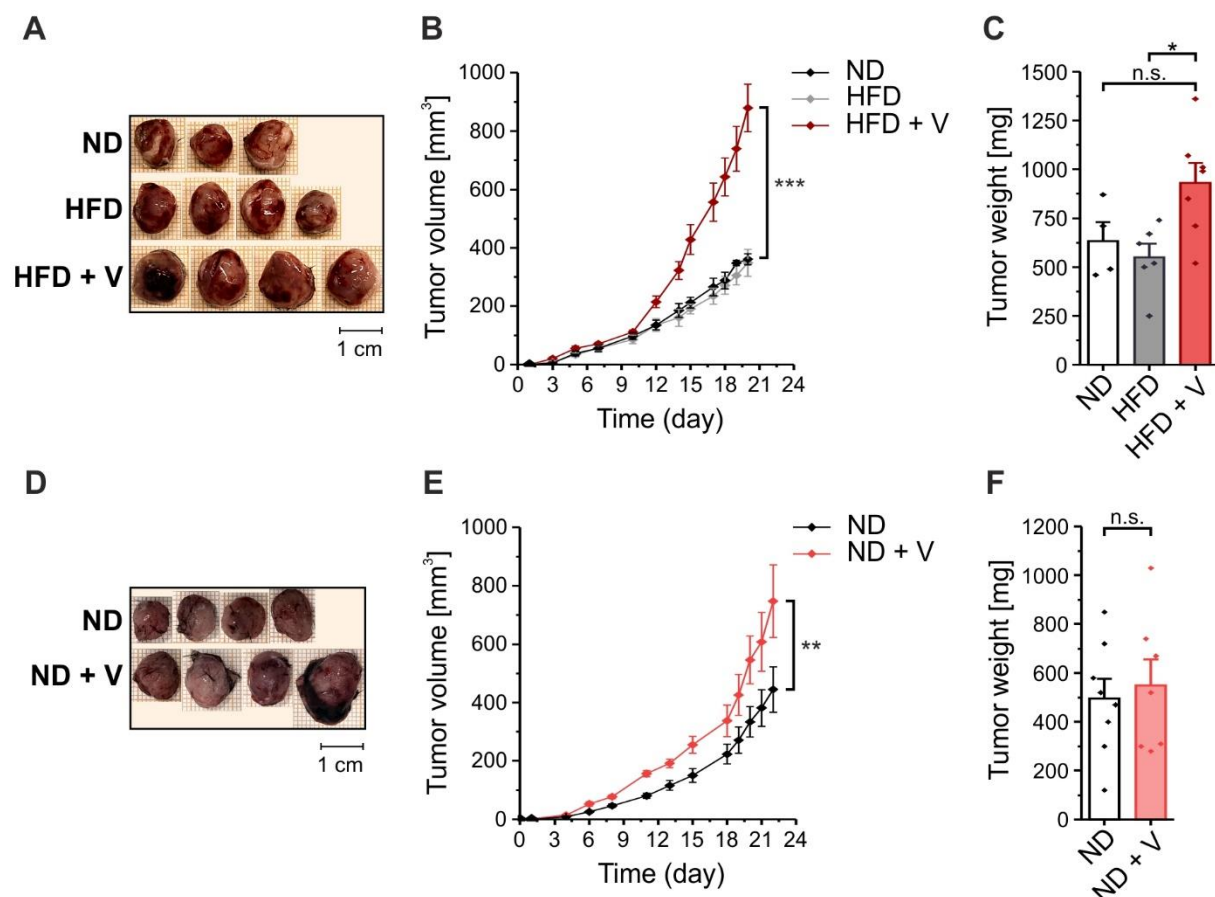 A
ND
HFD
HFD + V
1 cm
B
1000
800
600
400
200
0
Tumor volume [mm³]
0 3 6 9 12 15 18 21 24
Time (day)
ND
HFD
HFD + V
***
C
*
n.s.
1500
1250
1000
750
500
250
0
Tumor weight [mg]
ND
HFD
HFD + V
D
ND
ND + V
1 cm
E
1000
800
600
400
200
0
Tumor volume [mm³]
0 3 6 9 12 15 18 21 24
Time (day)
ND
ND + V
**
F
n.s.
1200
1000
800
600
400
200
0
Tumor weight [mg]
ND
ND + V